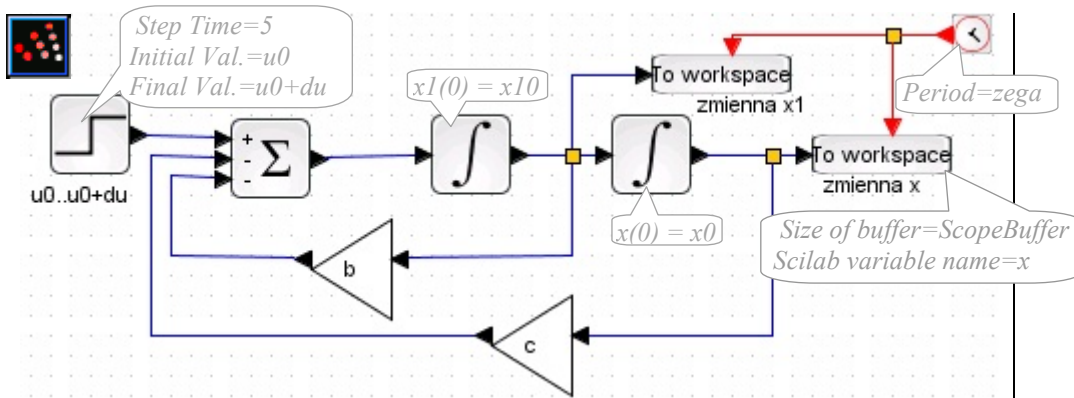 Step Time=5
Initial Val.=u0
Final Val.=u0+du
x1(0) = x10
To workspace
zmienna x1
Period=zega
+
-
-
Σ
∫
∫
To workspace
zmienna x
u0..u0+du
x(0) = x0
Size of buffer=ScopeBuffer
Scilab variable name=x
b
c